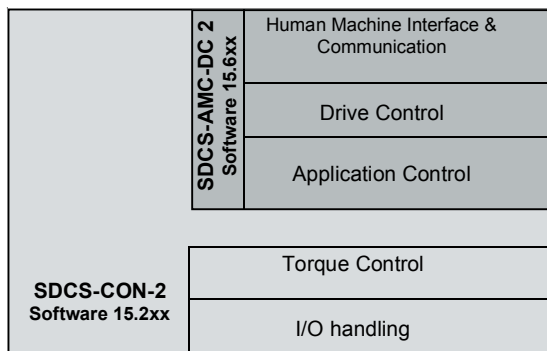 SDCS-AMC-DC 2
Software 15.6xx
Human Machine Interface &
Communication
Drive Control
Application Control
SDCS-CON-2
Software 15.2xx
Torque Control
I/O handling